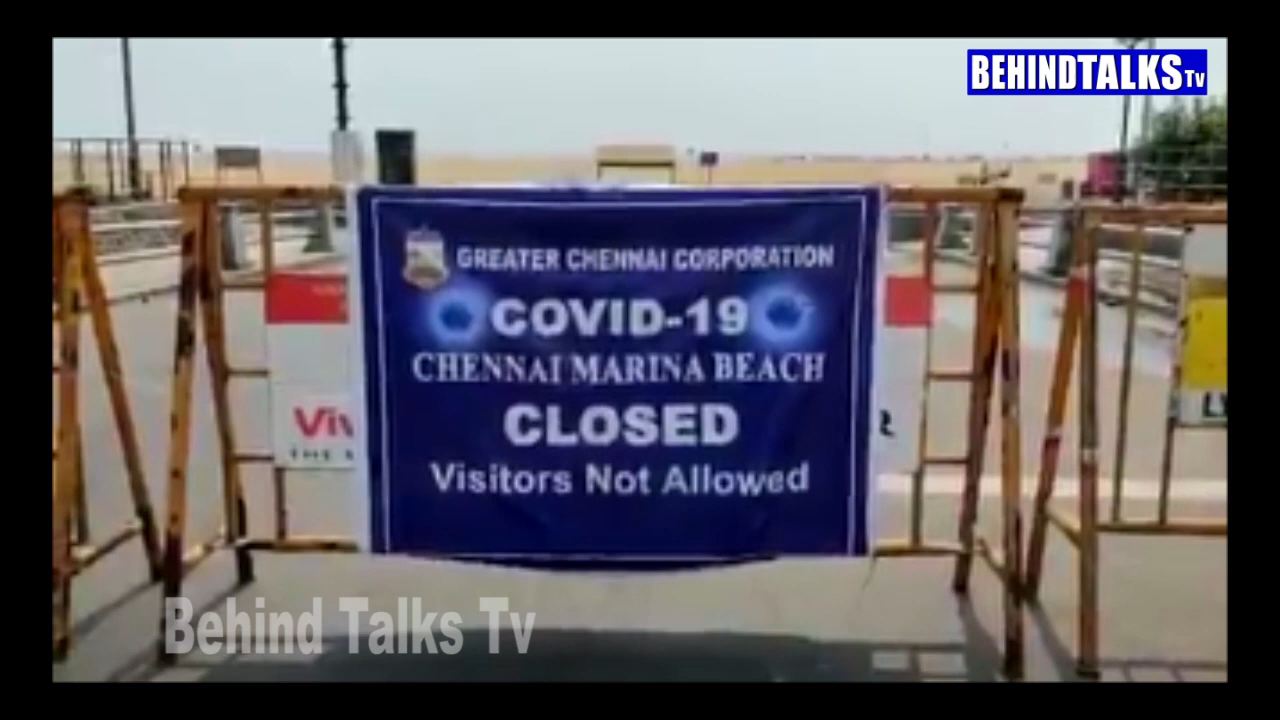 BEHINDTALKS Tv
GREATER CHENNAI CORPORATION
COVID-19
CHENNAI MARINA BEACH
CLOSED
Visitors Not Allowed
Behind Talks Tv